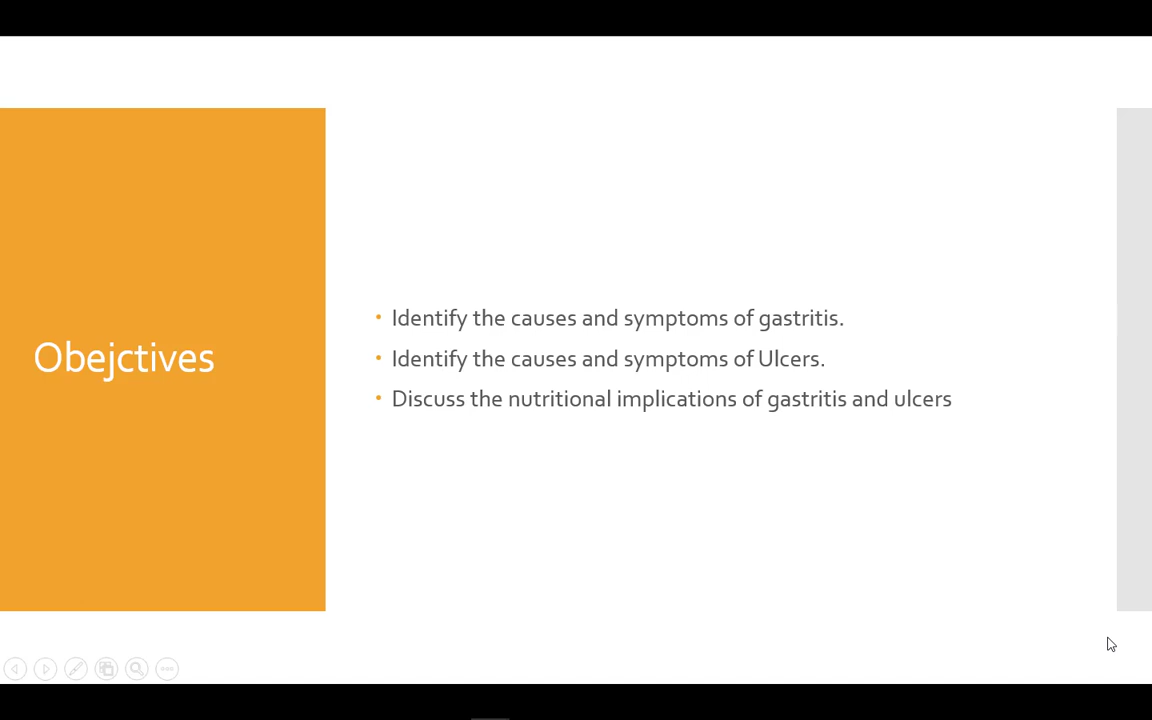 Obejctives
• Identify the causes and symptoms of gastritis.
• Identify the causes and symptoms of Ulcers.
• Discuss the nutritional implications of gastritis and ulcers